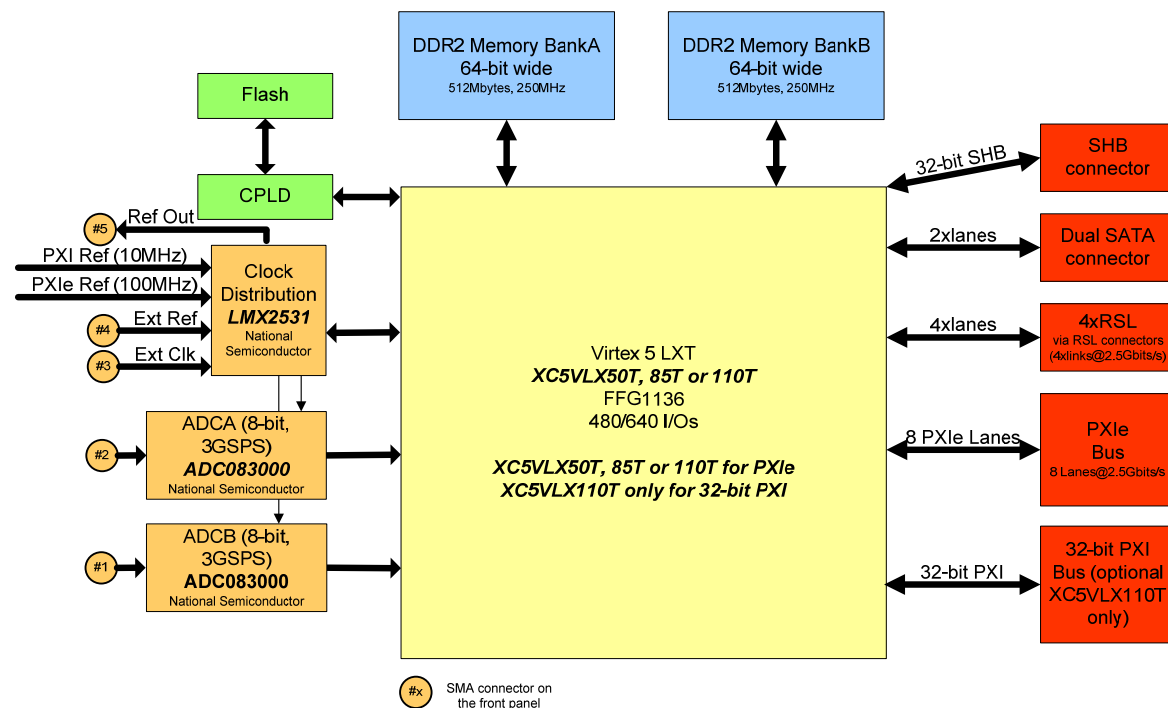 DDR2 Memory BankA
64-bit wide
512Mbytes, 250MHz
DDR2 Memory BankB
64-bit wide
512Mbytes, 250MHz
Flash
CPLD
#5
Ref Out
PXI Ref (10MHz)
PXIe Ref (100MHz)
#4
Ext Ref
#3
Ext Clk
Clock
Distribution
LMX2531
National
Semiconductor
#2
ADCA (8-bit,
3GSPS)
ADC083000
National Semiconductor
#1
ADCB (8-bit,
3GSPS)
ADC083000
National Semiconductor
Virtex 5 LXT
XC5VLX50T, 85T or 110T
FFG1136
480/640 I/Os
XC5VLX50T, 85T or 110T for PXIe
XC5VLX110T only for 32-bit PXI
32-bit SHB
SHB
connector
2xlanes
Dual SATA
connector
4xlanes
4xRSL
via RSL connectors
(4xlinks@2.5Gbits/s)
8 PXIe Lanes
PXIe
Bus
8 Lanes@2.5Gbits/s
32-bit PXI
32-bit PXI
Bus (optional
XC5VLX110T
only)
#x
SMA connector on
the front panel